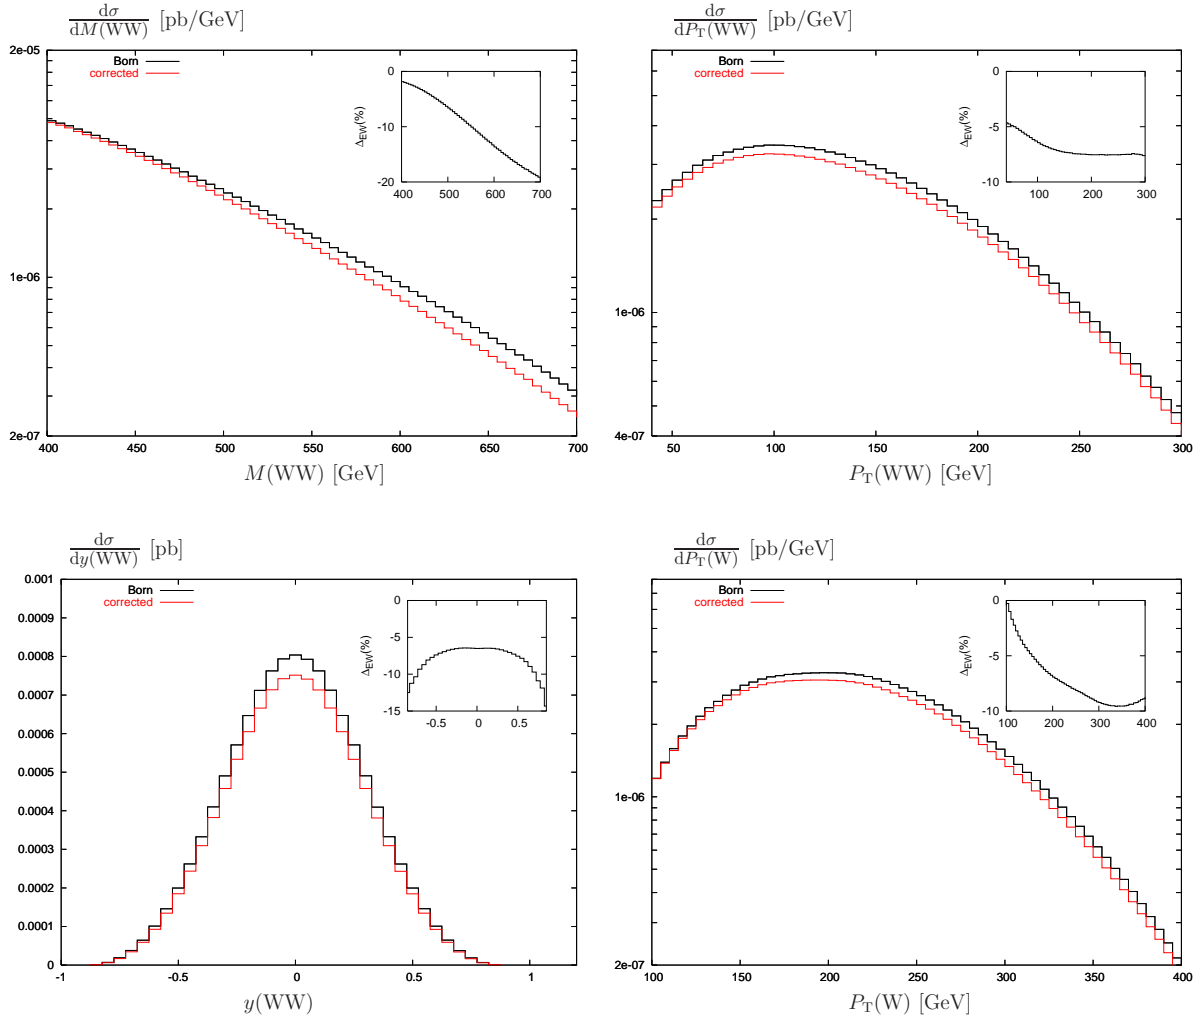 dσ/dM(WW) [pb/GeV]
2e-05
1e-06
2e-07
Born
corrected
0
-10
-20
Δ_EW(%)
400 500 600 700
400 450 500 550 600 650 700
M(WW) [GeV]
dσ/dP_T(WW) [pb/GeV]
1e-06
4e-07
Born
corrected
0
-5
-10
Δ_EW(%)
100 200 300
50 100 150 200 250 300
P_T(WW) [GeV]
dσ/dy(WW) [pb]
0.001
0.0009
0.0008
0.0007
0.0006
0.0005
0.0004
0.0003
0.0002
0.0001
0
Born
corrected
0
-5
-10
-15
Δ_EW(%)
-0.5 0 0.5
-1 -0.5 0 0.5 1
y(WW)
dσ/dP_T(W) [pb/GeV]
1e-06
2e-07
Born
corrected
0
-5
-10
Δ_EW(%)
100 200 300 400
100 150 200 250 300 350 400
P_T(W) [GeV]